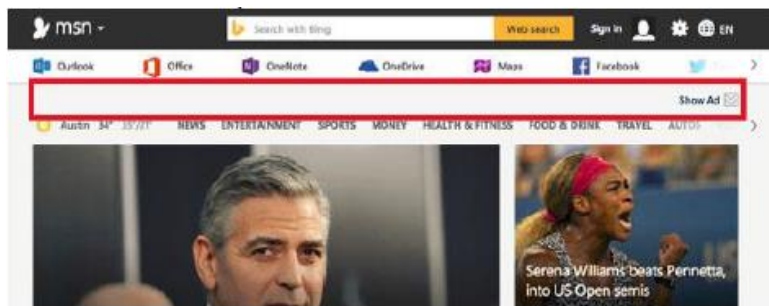 msn
Search with Bing
Web search
Sign in
EN
Outlook
Office
OneNote
OneDrive
Maps
Facebook
Show Ad
Austin 34°
NEWS
ENTERTAINMENT
SPORTS
MONEY
HEALTH & FITNESS
FOOD & DRINK
TRAVEL
AUTOS
Serena Williams beats Pennetta,
into US Open semis